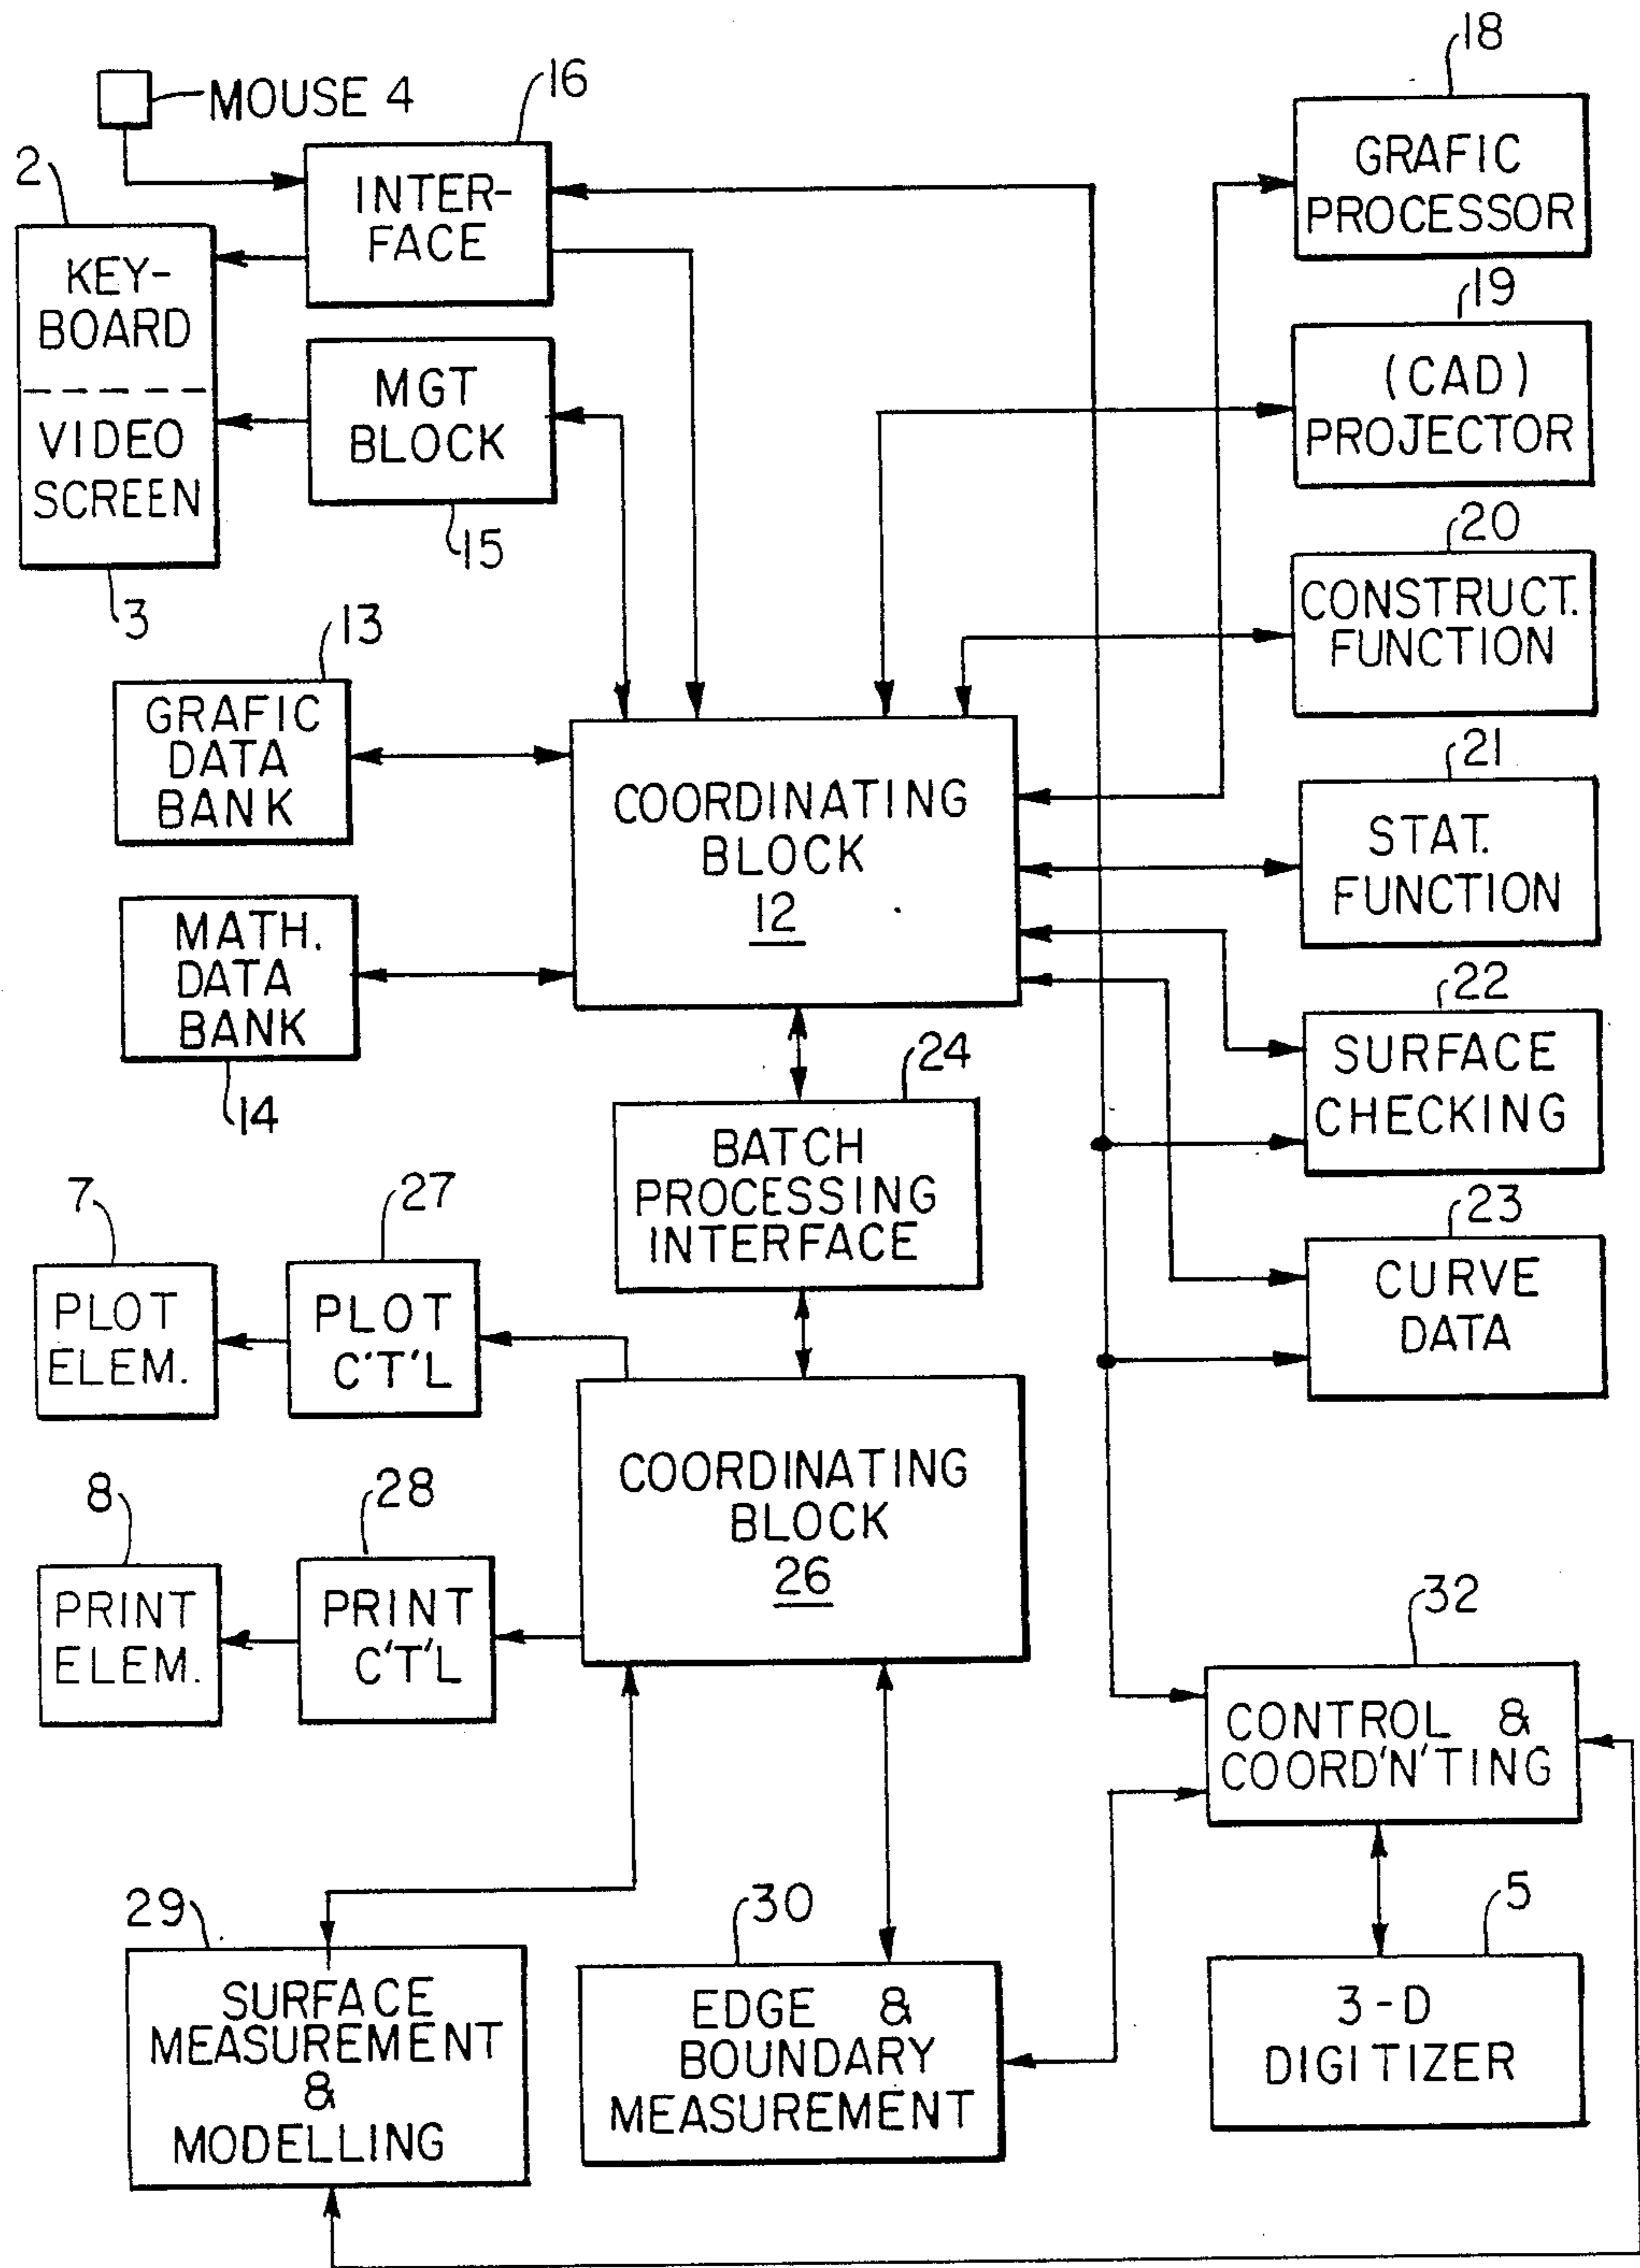 18
MOUSE 4
16
2
INTER-
FACE
GRAFIC
PROCESSOR
KEY-
BOARD
19
MGT
BLOCK
(CAD)
PROJECTOR
VIDEO
SCREEN
15
3
20
CONSTRUCT.
FUNCTION
13
GRAFIC
DATA
BANK
21
COORDINATING
BLOCK
12
STAT.
FUNCTION
MATH.
DATA
BANK
14
22
SURFACE
CHECKING
24
BATCH
PROCESSING
INTERFACE
7
27
23
PLOT
ELEM.
PLOT
C'T'L
CURVE
DATA
COORDINATING
BLOCK
26
8
28
PRINT
ELEM.
PRINT
C'T'L
32
CONTROL &
COORD'N'TING
29
30
5
SURFACE
MEASUREMENT
&
MODELLING
EDGE &
BOUNDARY
MEASUREMENT
3-D
DIGITIZER